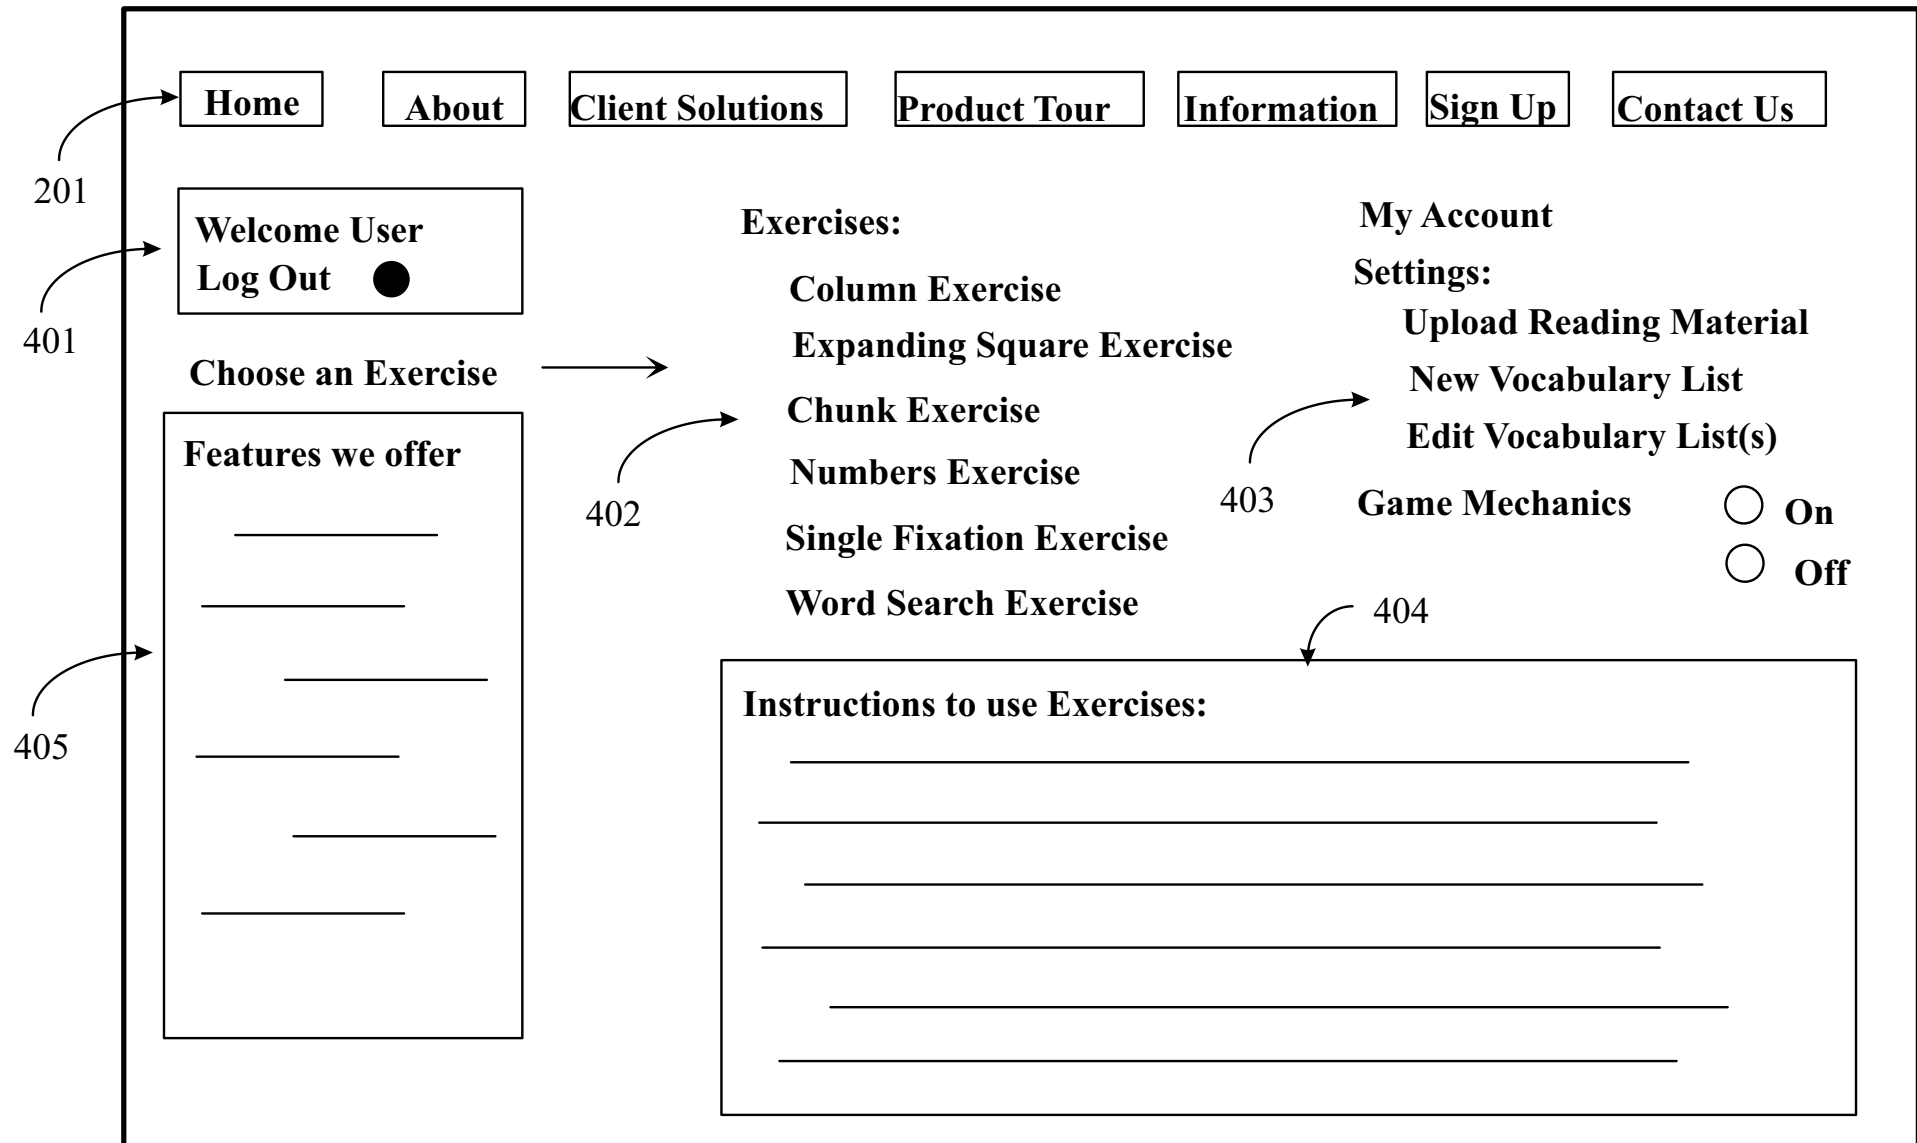 Home
About
Client Solutions
Product Tour
Information
Sign Up
Contact Us
201
Welcome User
Log Out
401
Choose an Exercise
Features we offer
405
Exercises:
Column Exercise
Expanding Square Exercise
Chunk Exercise
Numbers Exercise
Single Fixation Exercise
Word Search Exercise
402
My Account
Settings:
Upload Reading Material
New Vocabulary List
Edit Vocabulary List(s)
403
Game Mechanics
On
Off
404
Instructions to use Exercises: